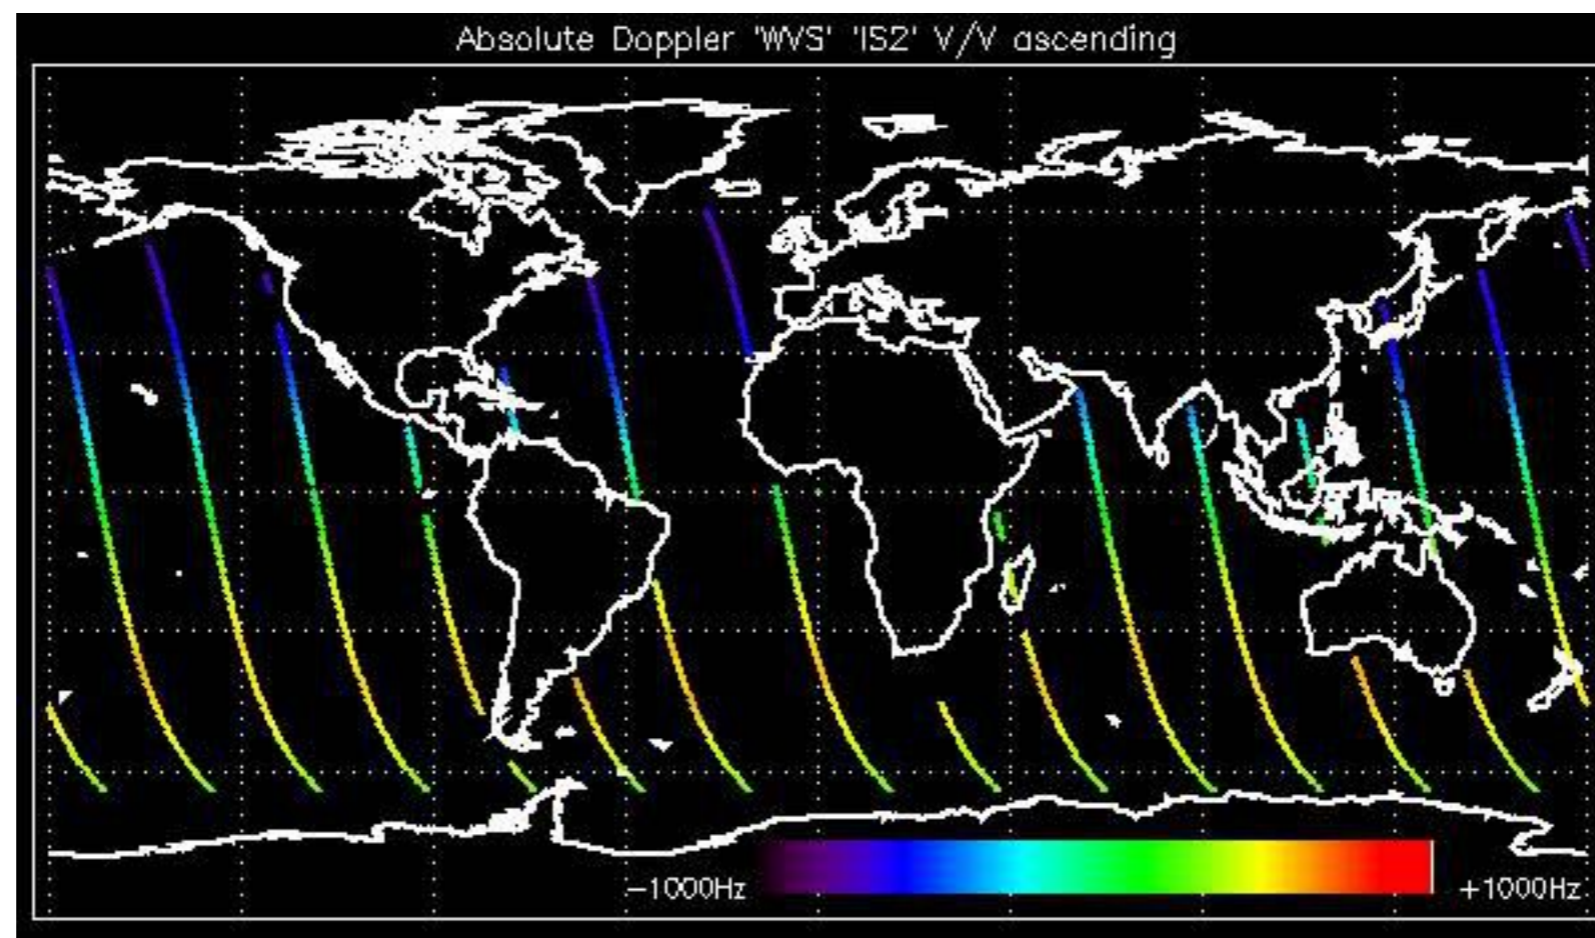 Absolute Doppler 'WVS' 'IS2' V/V ascending
−1000Hz +1000Hz